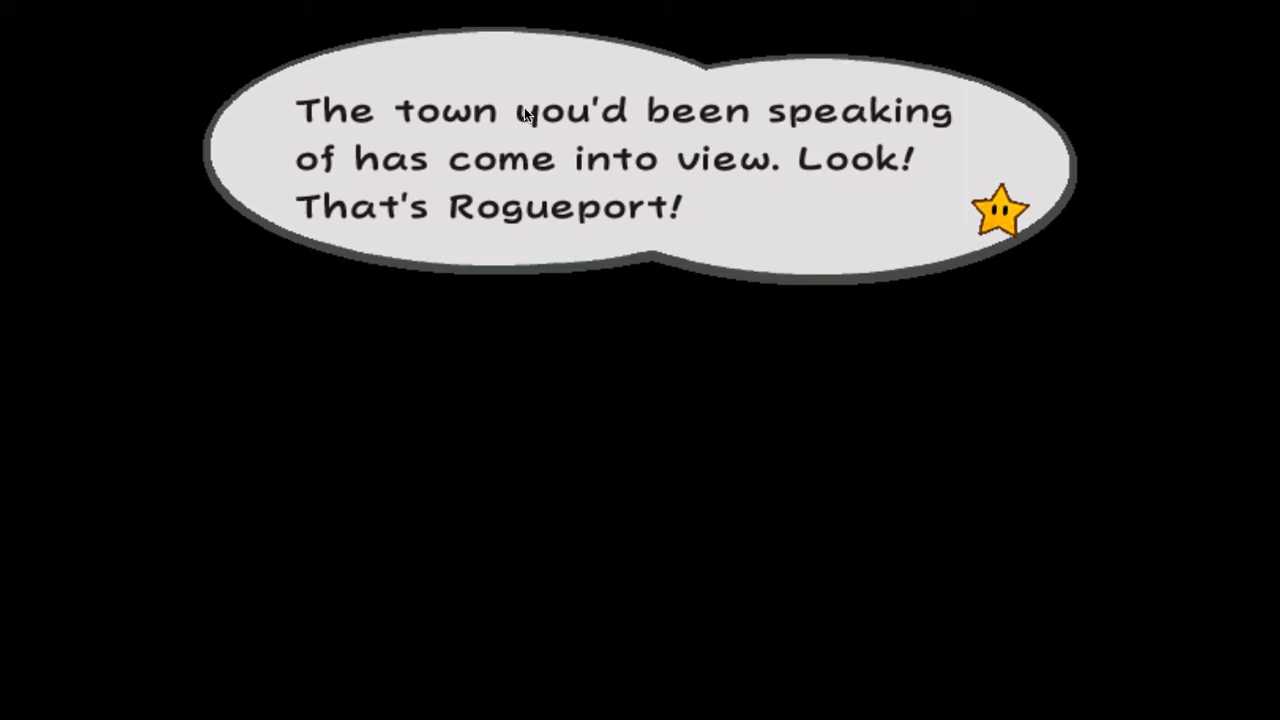 The town you'd been speaking
of has come into view. Look!
That's Rogueport!